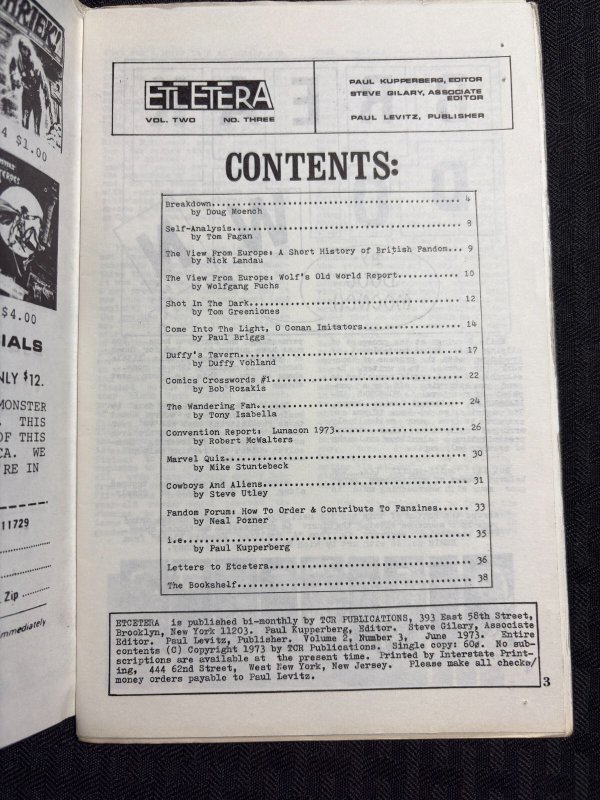 SHRIEK!
4 $1.00
$4.00
IALS
NLY $12.
MONSTER
THIS
OF THIS
CA. WE
'RE IN
11729
Zip
immediately
ETCETERA
VOL. TWO NO. THREE
PAUL KUPPERBERG, EDITOR
STEVE GILARY, ASSOCIATE
EDITOR
PAUL LEVITZ, PUBLISHER
CONTENTS:
Breakdown................................................ 4
by Doug Moench
Self-Analysis............................................ 8
by Tom Fagan
The View From Europe: A Short History of British Fandom... 9
by Nick Landau
The View From Europe: Wolf's Old World Report........... 10
by Wolfgang Fuchs
Shot In The Dark........................................ 12
by Tom Greeniones
Come Into The Light, O Conan Imitators.................. 14
by Paul Briggs
Duffy's Tavern.......................................... 17
by Duffy Vohland
Comics Crosswords #1.................................... 22
by Bob Rozakis
The Wandering Fan....................................... 24
by Tony Isabella
Convention Report: Lunacon 1973......................... 26
by Robert McWalters
Marvel Quiz............................................. 30
by Mike Stuntebeck
Cowboys And Aliens...................................... 31
by Steve Utley
Fandom Forum: How To Order & Contribute To Fanzines...... 33
by Neal Pozner
i.e..................................................... 35
by Paul Kupperberg
Letters to Etcetera..................................... 36
The Bookshelf........................................... 38
ETCETERA is published bi-monthly by TCR PUBLICATIONS, 393 East 58th Street,
Brooklyn, New York 11203. Paul Kupperberg, Editor. Steve Gilary, Associate
Editor. Paul Levitz, Publisher. Volume 2, Number 3, June 1973. Entire
contents (C) Copyright 1973 by TCR Publications. Single copy: 60¢. No sub-
scriptions are available at the present time. Printed by Interstate Print-
ing, 444 62nd Street, West New York, New Jersey. Please make all checks/
money orders payable to Paul Levitz.
3